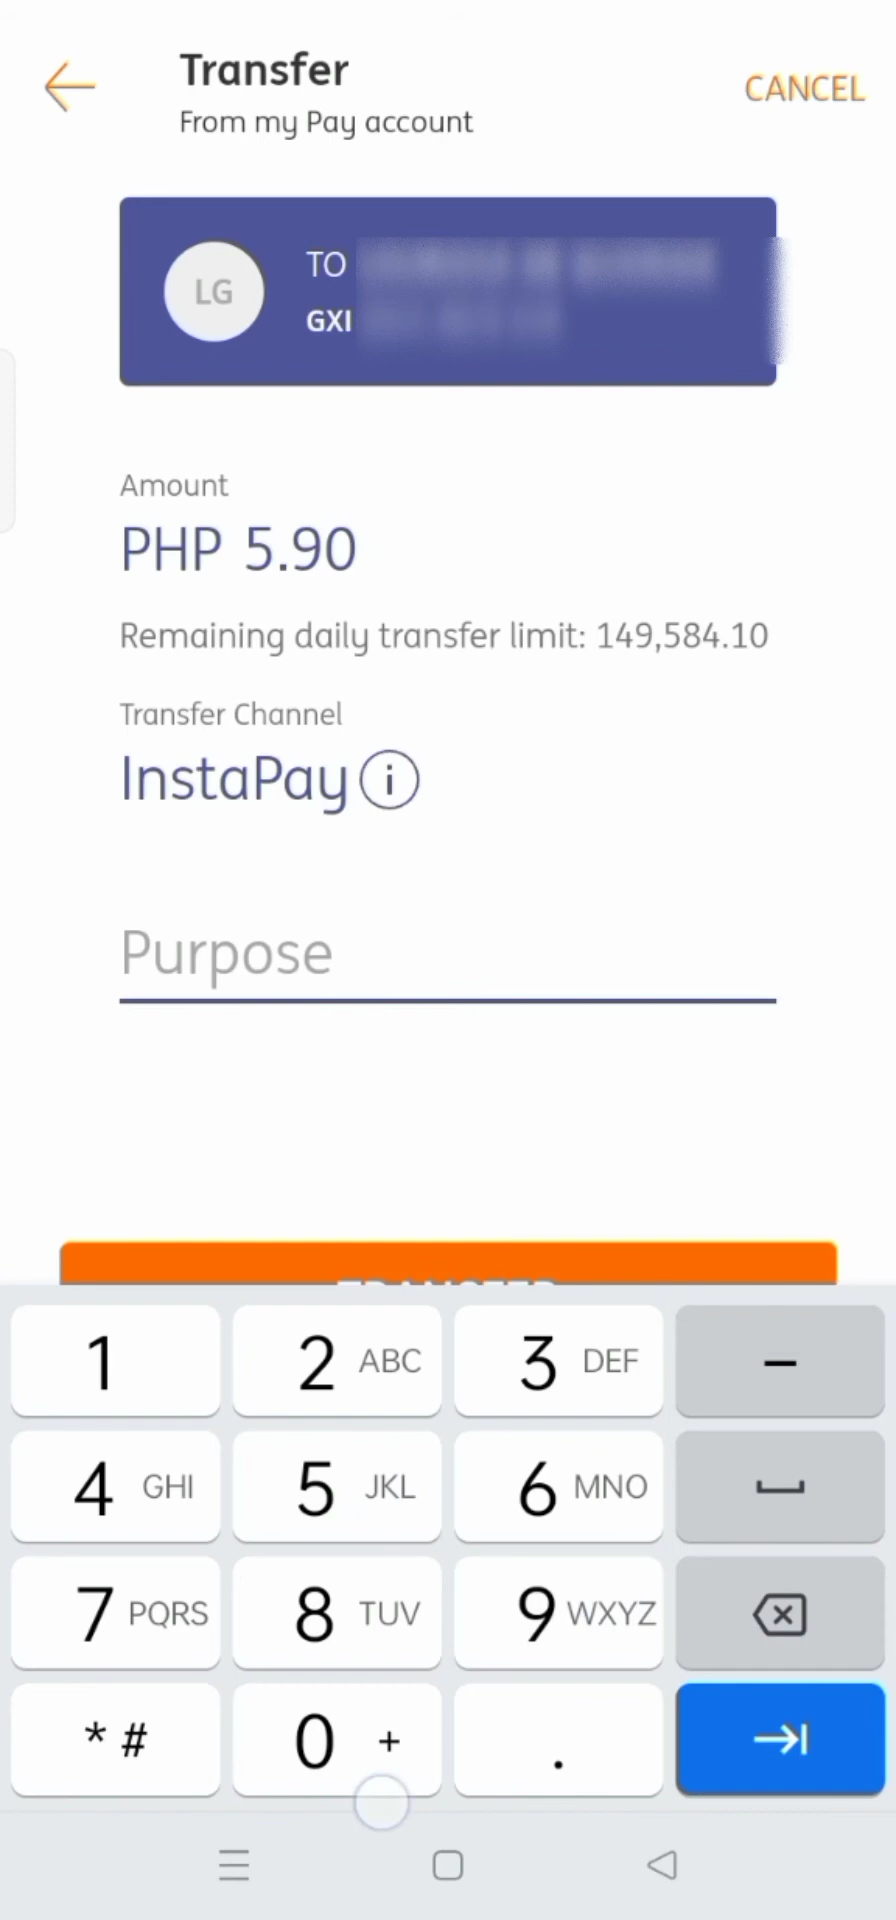 Transfer
From my Pay account
CANCEL
LG
TO
GXI
Amount
PHP 5.90
Remaining daily transfer limit: 149,584.10
Transfer Channel
InstaPay i
Purpose
TRANSFER
1
2 ABC
3 DEF
-
4 GHI
5 JKL
6 MNO
7 PQRS
8 TUV
9 WXYZ
* #
0 +
.